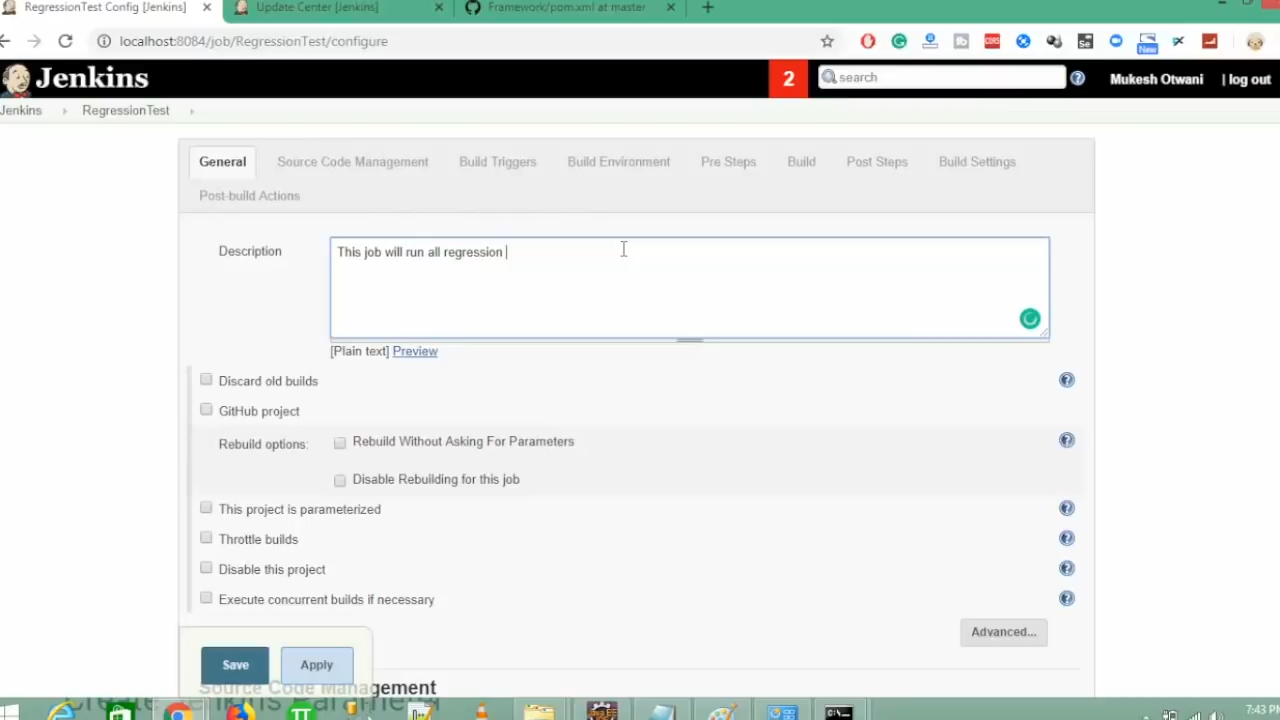 RegressionTest Config [Jenkins]
Update Center [Jenkins]
Framework/pom.xml at master
localhost:8084/job/RegressionTest/configure
New
Jenkins
2
search
Mukesh Otwani
| log out
Jenkins
RegressionTest
General
Source Code Management
Build Triggers
Build Environment
Pre Steps
Build
Post Steps
Build Settings
Post-build Actions
Description
This job will run all regression
[Plain text] Preview
Discard old builds
GitHub project
Rebuild options:
Rebuild Without Asking For Parameters
Disable Rebuilding for this job
This project is parameterized
Throttle builds
Disable this project
Execute concurrent builds if necessary
Advanced...
Save
Apply
Source Code Management
Create Jenkins Parameter
7:43 PM